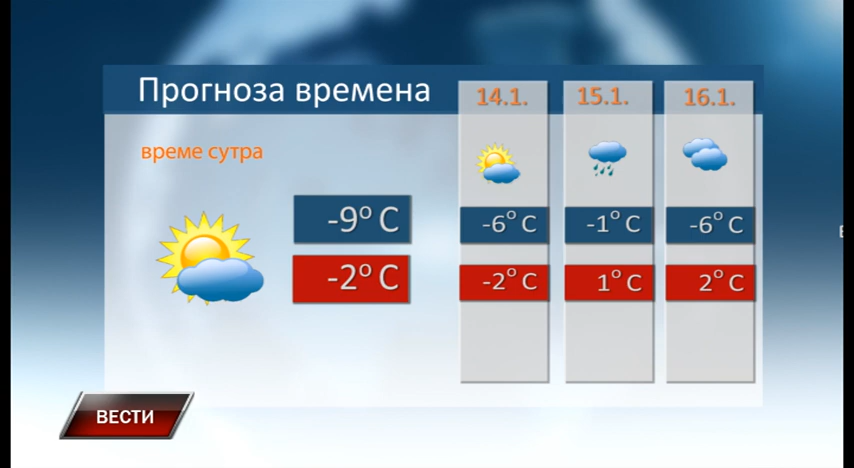 Прогноза времена
време сутра
-9° C
-2° C
14.1.
-6° C
-2° C
15.1.
-1° C
1° C
16.1.
-6° C
2° C
ВЕСТИ